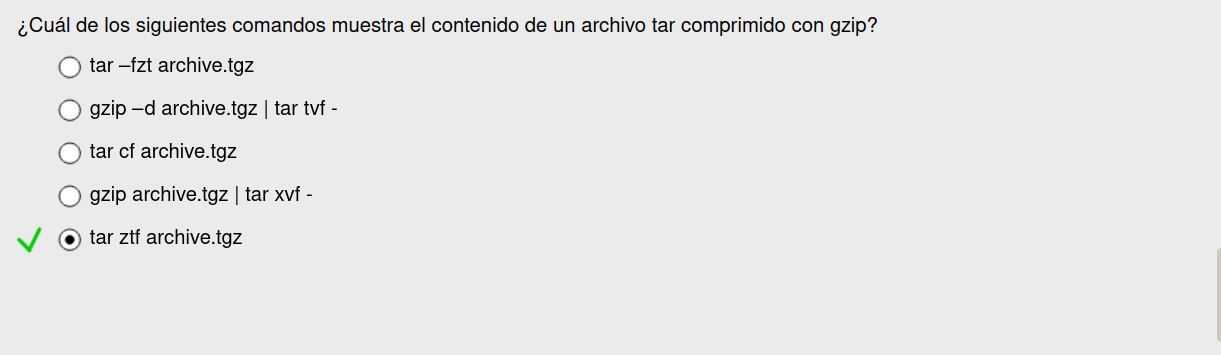 ¿Cuál de los siguientes comandos muestra el contenido de un archivo tar comprimido con gzip?
tar –fzt archive.tgz
gzip –d archive.tgz | tar tvf -
tar cf archive.tgz
gzip archive.tgz | tar xvf -
tar ztf archive.tgz